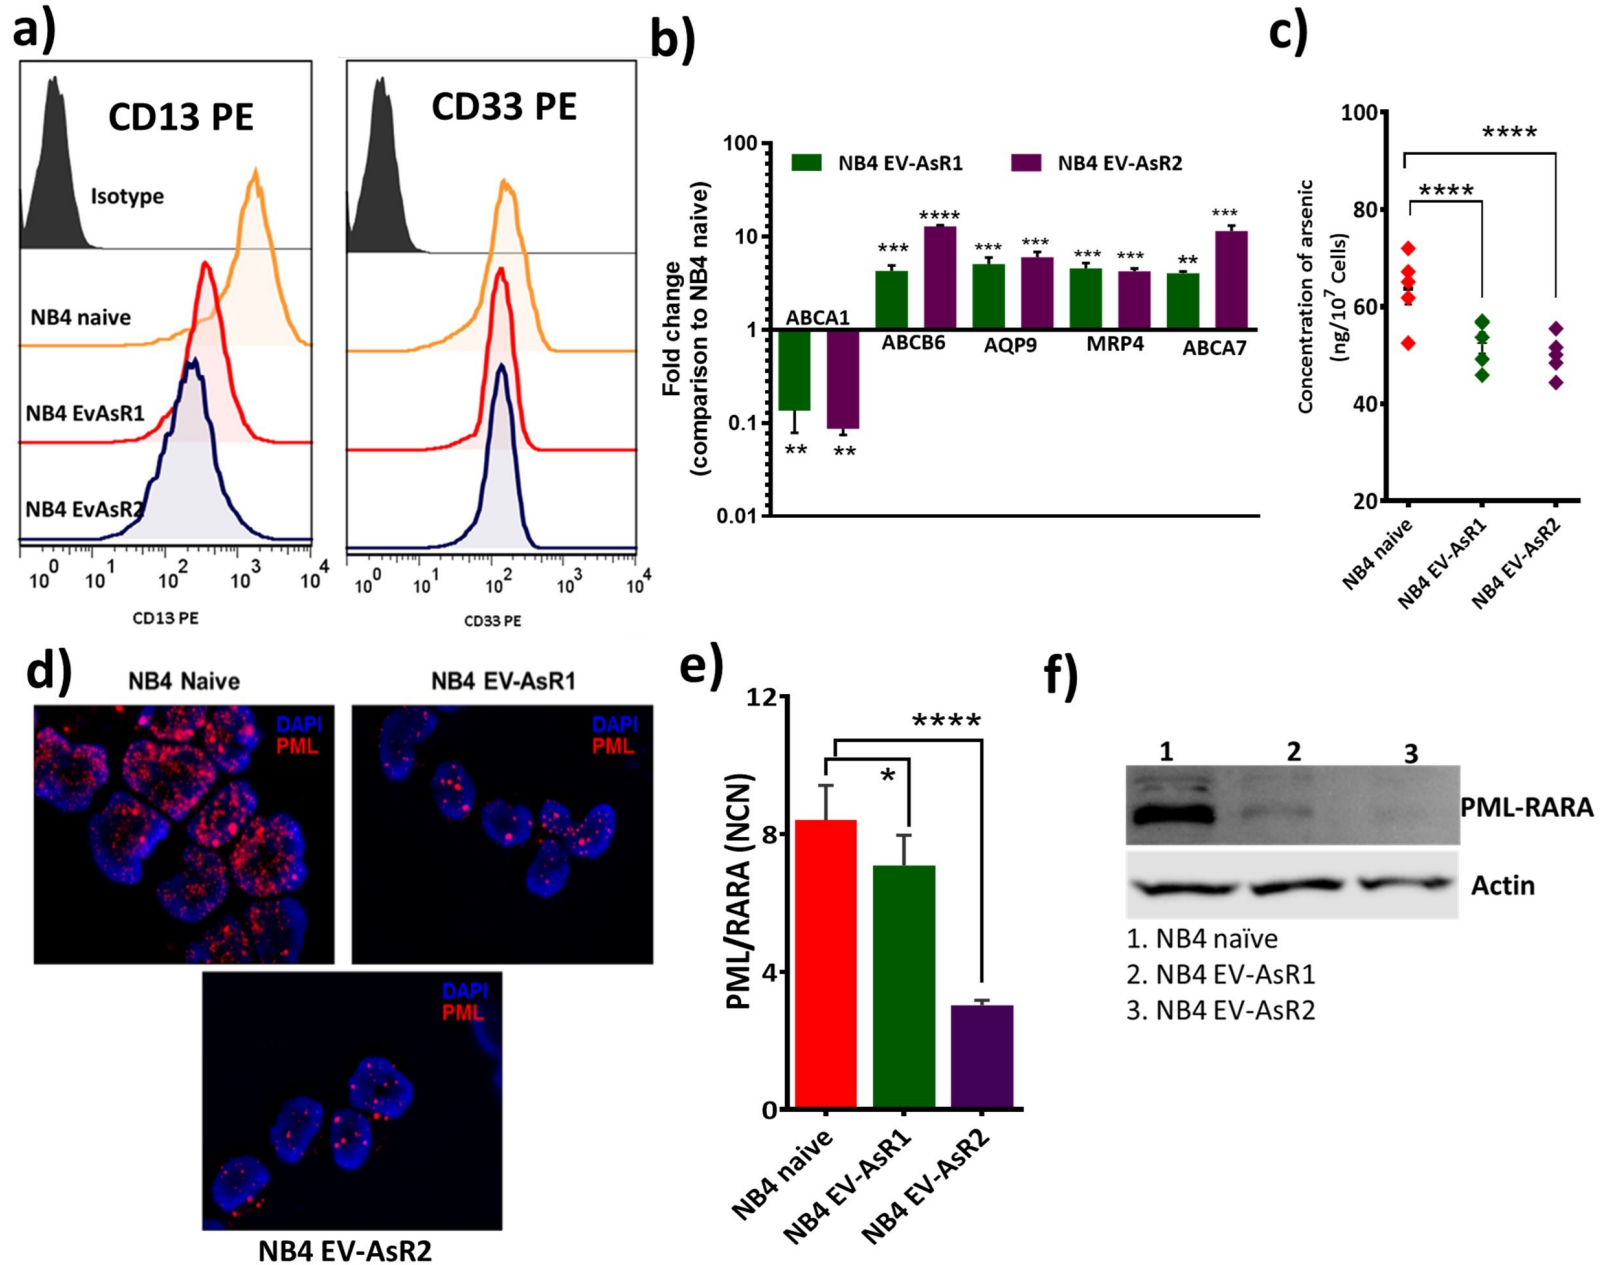 a)
CD13 PE
Isotype
NB4 naive
NB4 EvAsR1
NB4 EvAsR2
10^0 10^1 10^2 10^3 10^4
CD13 PE
CD33 PE
10^0 10^1 10^2 10^3 10^4
CD33 PE
b)
Fold change
(comparison to NB4 naive)
100
10
1
0.1
0.01
NB4 EV-AsR1 NB4 EV-AsR2
*** **** *** *** *** *** ** ***
ABCA1
ABCB6 AQP9 MRP4 ABCA7
** **
c)
Concentration of arsenic
(ng/10^7 Cells)
100
80
60
40
20
****
****
NB4 naive
NB4 EV-AsR1
NB4 EV-AsR2
d)
NB4 Naive
DAPI
PML
NB4 EV-AsR1
DAPI
PML
DAPI
PML
NB4 EV-AsR2
e)
PML/RARA (NCN)
12
8
4
0
****
*
NB4 naive
NB4 EV-AsR1
NB4 EV-AsR2
f)
1 2 3
PML-RARA
Actin
1. NB4 naïve
2. NB4 EV-AsR1
3. NB4 EV-AsR2